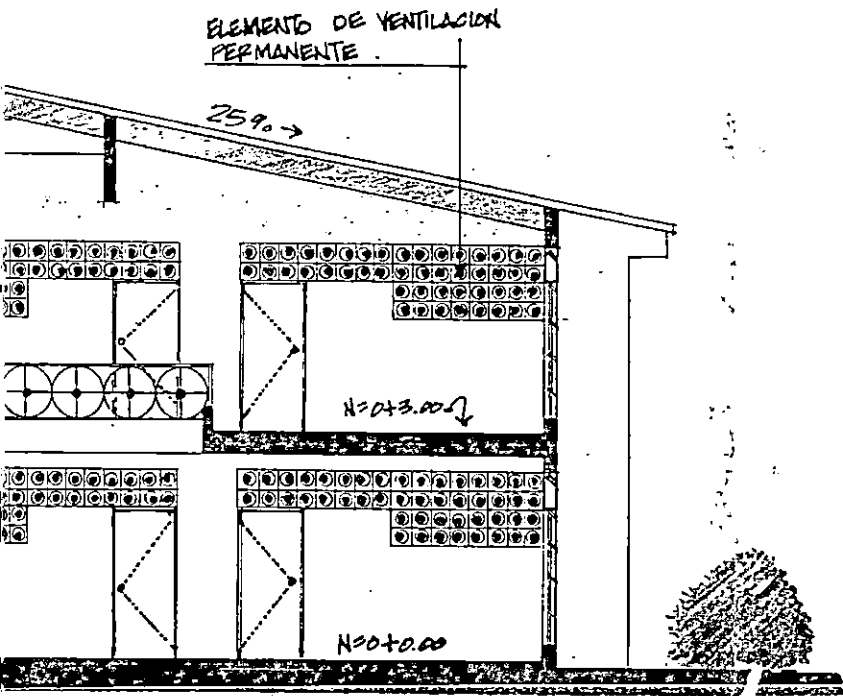 ELEMENTO DE VENTILACION
PERMANENTE.
25%→
N=0+3.00
N=0+0.00